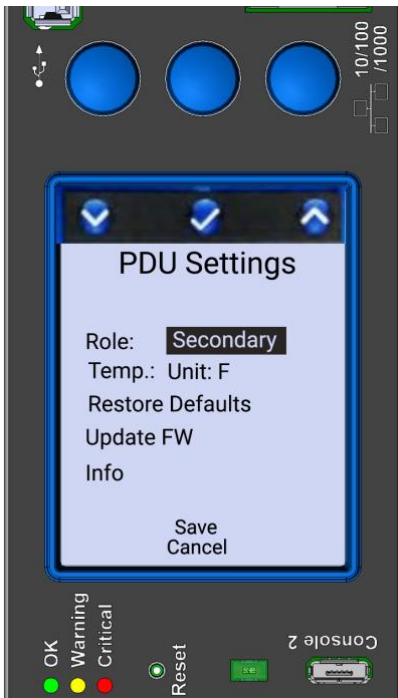 10/100
/1000
PDU Settings
Role: Secondary
Temp.: Unit: F
Restore Defaults
Update FW
Info
Save
Cancel
OK
Warning
Critical
Reset
Console 2